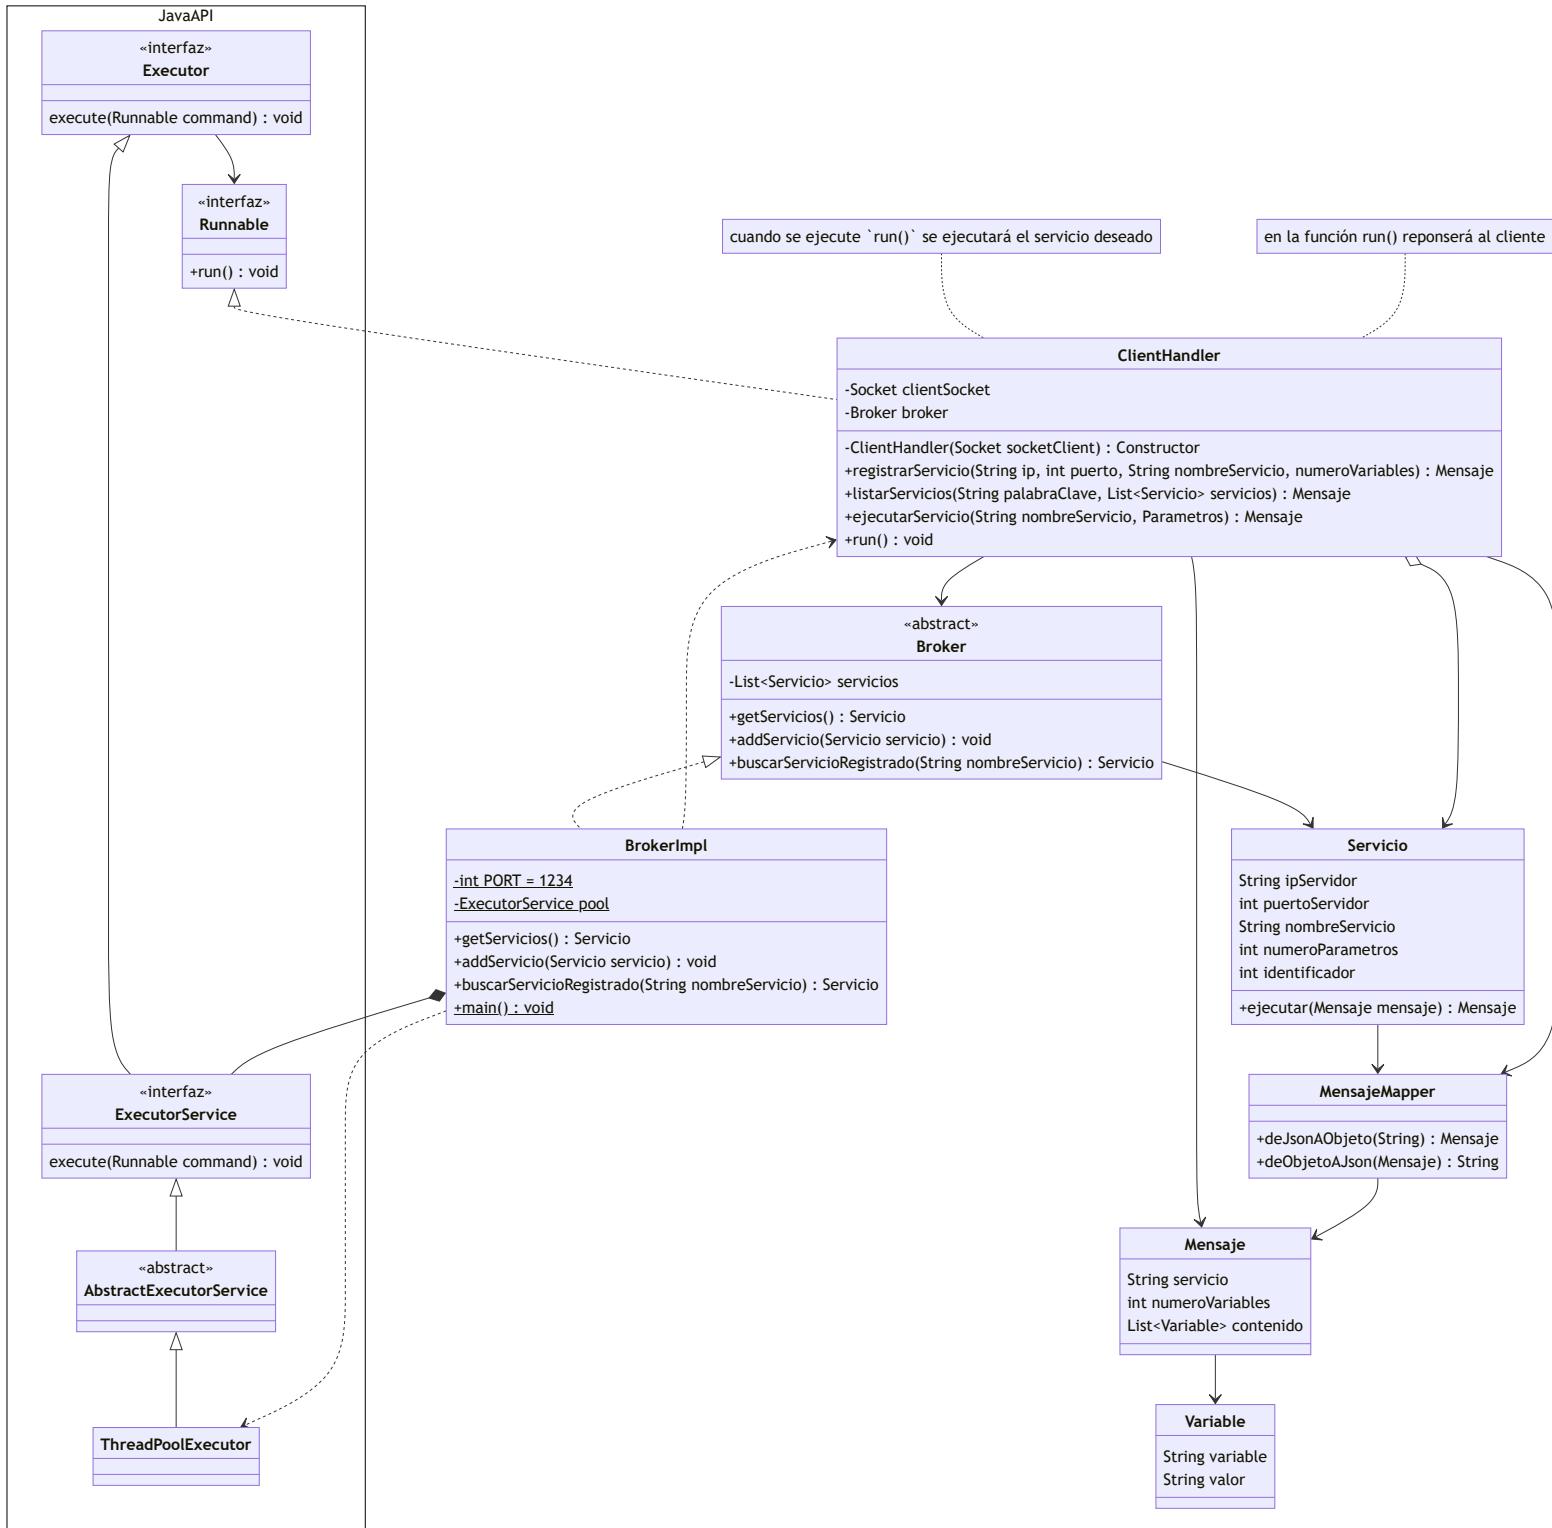 JavaAPI
«interfaz»
Executor
execute(Runnable command) : void
«interfaz»
Runnable
+run() : void
cuando se ejecute `run()` se ejecutará el servicio deseado
en la función run() reponserá al cliente
ClientHandler
-Socket clientSocket
-Broker broker
-ClientHandler(Socket socketClient) : Constructor
+registrarServicio(String ip, int puerto, String nombreServicio, numeroVariables) : Mensaje
+listarServicios(String palabraClave, List<Servicio> servicios) : Mensaje
+ejecutarServicio(String nombreServicio, Parametros) : Mensaje
+run() : void
«abstract»
Broker
-List<Servicio> servicios
+getServicios() : Servicio
+addServicio(Servicio servicio) : void
+buscarServicioRegistrado(String nombreServicio) : Servicio
BrokerImpl
-int PORT = 1234
-ExecutorService pool
+getServicios() : Servicio
+addServicio(Servicio servicio) : void
+buscarServicioRegistrado(String nombreServicio) : Servicio
+main() : void
Servicio
String ipServidor
int puertoServidor
String nombreServicio
int numeroParametros
int identificador
+ejecutar(Mensaje mensaje) : Mensaje
«interfaz»
ExecutorService
execute(Runnable command) : void
MensajeMapper
+deJsonAObjeto(String) : Mensaje
+deObjetoAJson(Mensaje) : String
«abstract»
AbstractExecutorService
Mensaje
String servicio
int numeroVariables
List<Variable> contenido
ThreadPoolExecutor
Variable
String variable
String valor